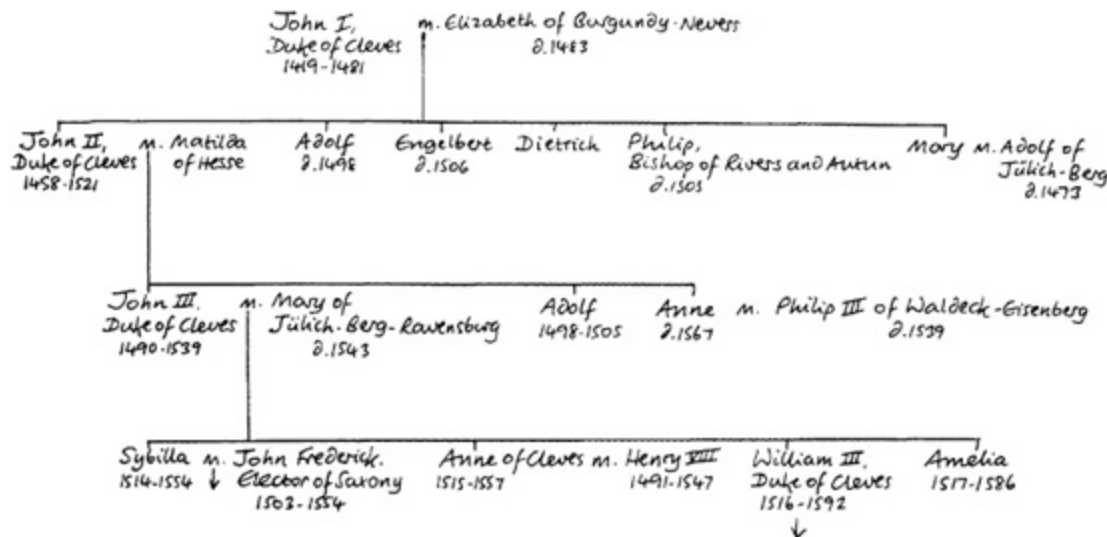 John I,
Duke of Cleves
1419-1481
m. Elizabeth of Burgundy-Nevers
d.1483
John II,
Duke of Cleves
1458-1521
m. Matilda
of Hesse
Adolf
d.1498
Engelbert
d.1506
Dietrich
Philip,
Bishop of Rivers and Autun
d.1505
Mary m. Adolf of
Jülich-Berg
d.1473
John III.
Duke of Cleves
1490-1539
m. Mary of
Jülich-Berg-Ravensburg
d.1543
Adolf
1498-1505
Anne
d.1567
m. Philip III of Waldeck-Eisenberg
d.1539
Sybilla
1514-1554
m. John Frederick.
Elector of Saxony
1503-1554
Anne of Cleves
1515-1557
m. Henry VIII
1491-1547
William III,
Duke of Cleves
1516-1592
Amelia
1517-1586